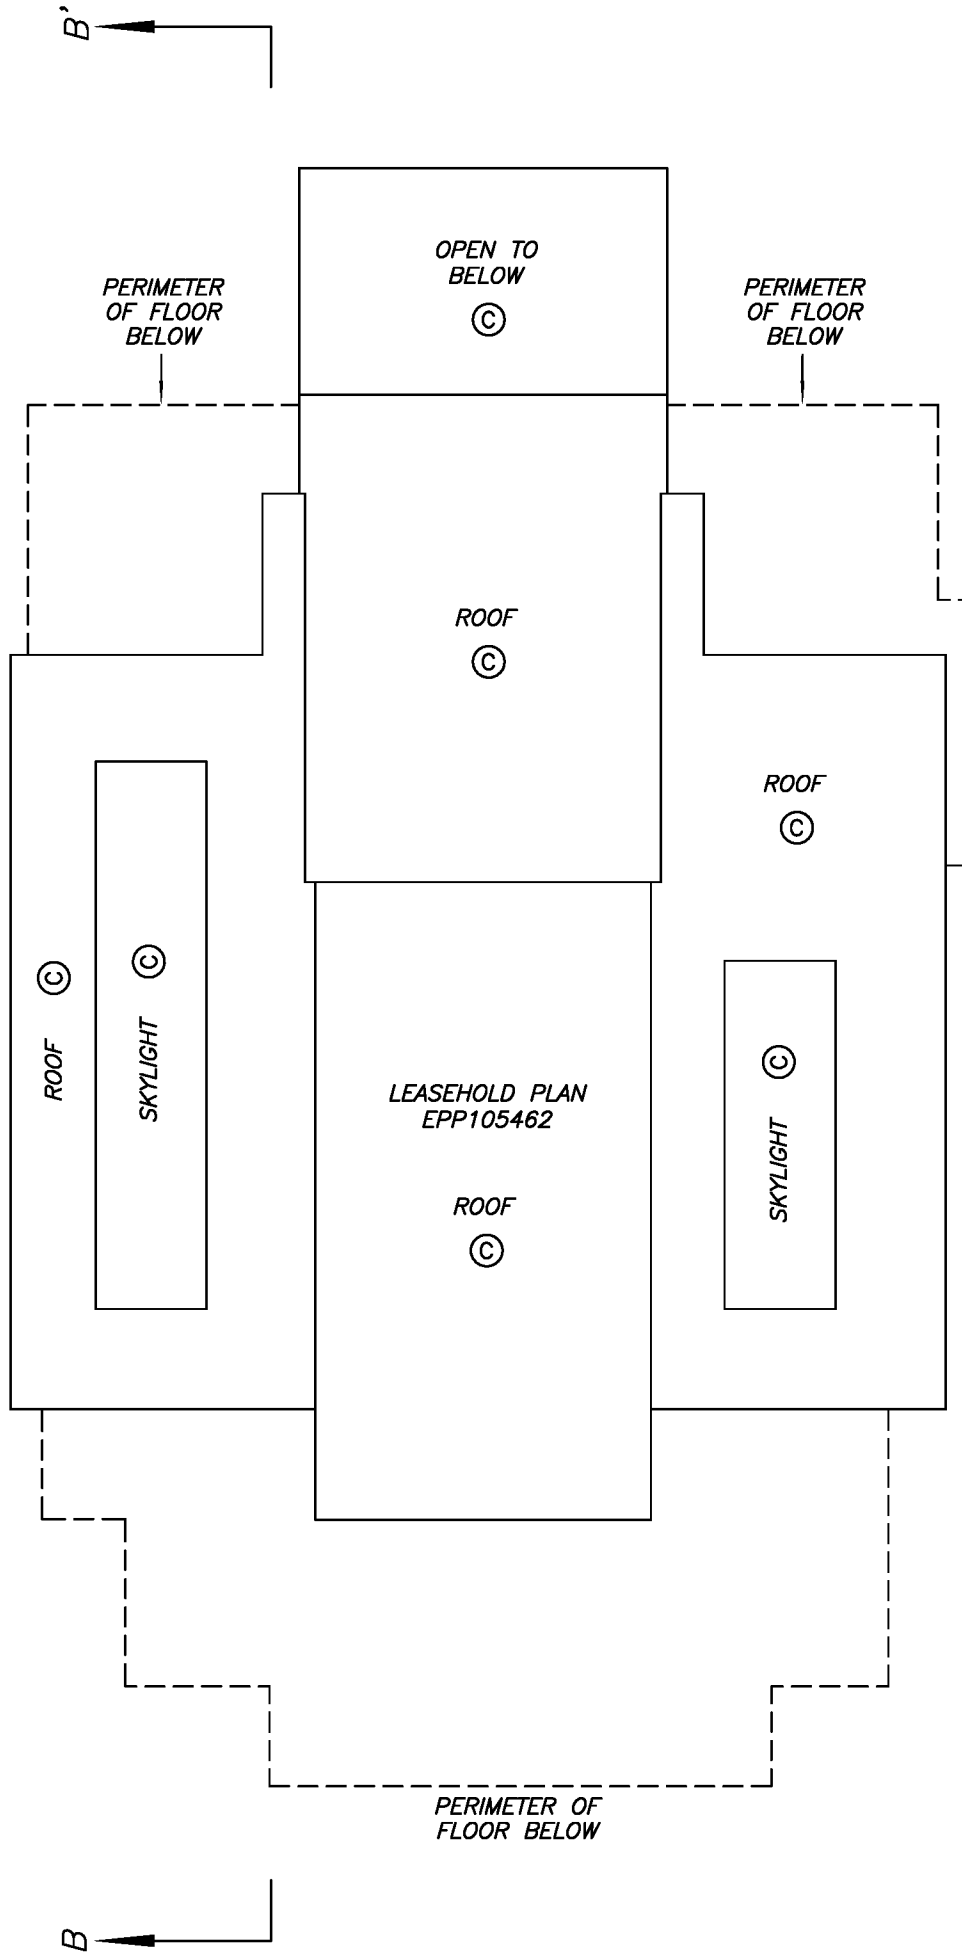 B'
OPEN TO
BELOW
C
PERIMETER
OF FLOOR
BELOW
PERIMETER
OF FLOOR
BELOW
ROOF
C
ROOF
C
ROOF C
SKYLIGHT C
LEASEHOLD PLAN
EPP105462
ROOF
C
SKYLIGHT C
PERIMETER OF
FLOOR BELOW
B